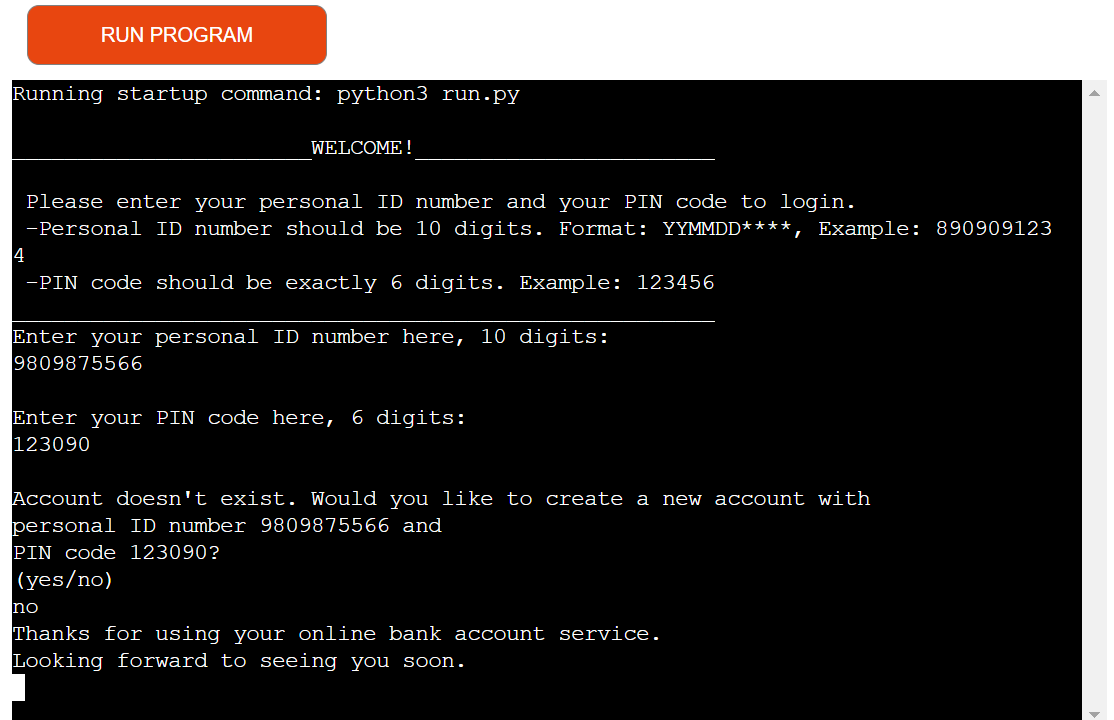 RUN PROGRAM
Running startup command: python3 run.py
_______________________WELCOME!_______________________
Please enter your personal ID number and your PIN code to login.
-Personal ID number should be 10 digits. Format: YYMMDD****, Example: 890909123
4
-PIN code should be exactly 6 digits. Example: 123456
______________________________________________________
Enter your personal ID number here, 10 digits:
9809875566
Enter your PIN code here, 6 digits:
123090
Account doesn't exist. Would you like to create a new account with
personal ID number 9809875566 and
PIN code 123090?
(yes/no)
no
Thanks for using your online bank account service.
Looking forward to seeing you soon.